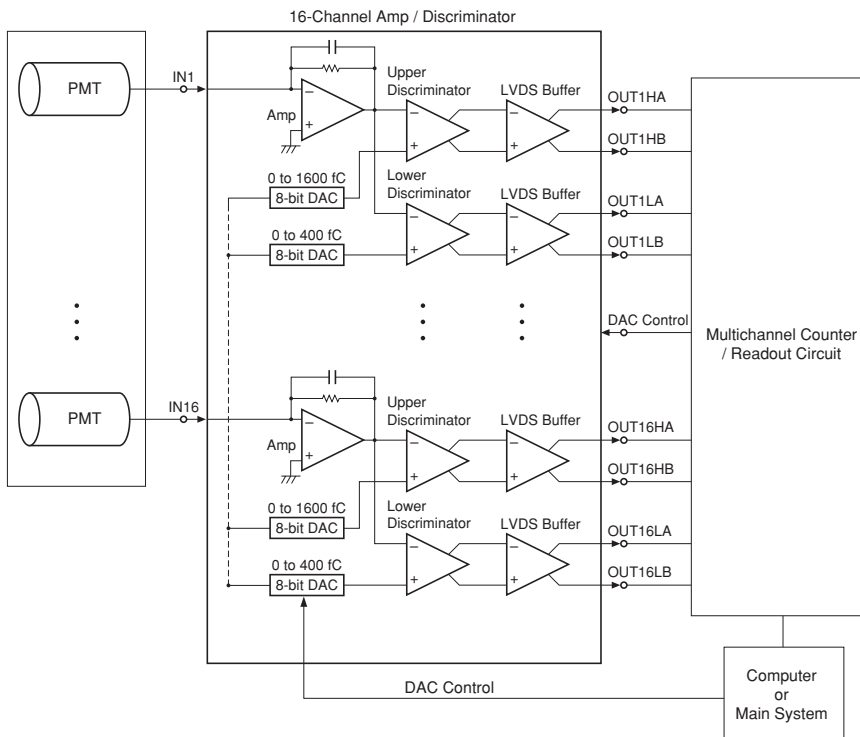 16-Channel Amp / Discriminator
PMT
IN1
Amp
−
+
Upper
Discriminator
−
+
LVDS Buffer
−
+
OUT1HA
OUT1HB
0 to 1600 fC
8-bit DAC
Lower
Discriminator
−
+
LVDS Buffer
−
+
OUT1LA
OUT1LB
0 to 400 fC
8-bit DAC
DAC Control
Multichannel Counter
/ Readout Circuit
PMT
IN16
Amp
−
+
Upper
Discriminator
−
+
LVDS Buffer
−
+
OUT16HA
OUT16HB
0 to 1600 fC
8-bit DAC
Lower
Discriminator
−
+
LVDS Buffer
−
+
OUT16LA
OUT16LB
0 to 400 fC
8-bit DAC
DAC Control
Computer
or
Main System